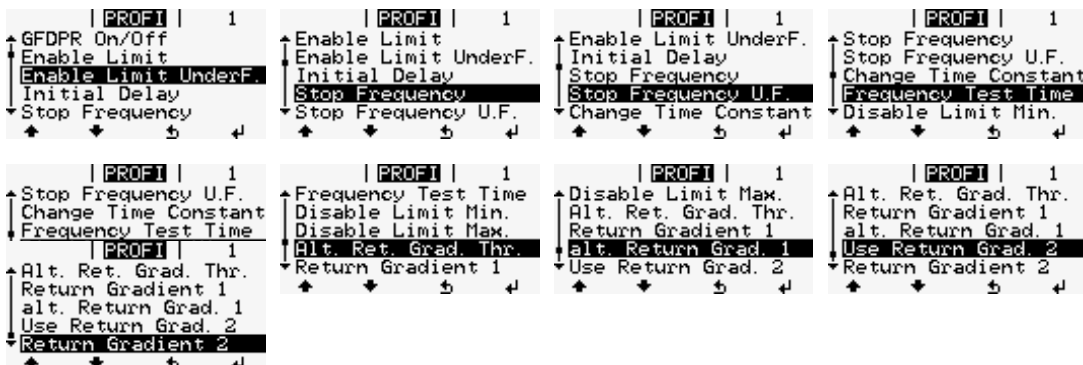 | PROFI | 1
GFDPR On/Off
Enable Limit
Enable Limit UnderF.
Initial Delay
Stop Frequency
| PROFI | 1
Enable Limit
Enable Limit UnderF.
Initial Delay
Stop Frequency
Stop Frequency U.F.
| PROFI | 1
Enable Limit UnderF.
Initial Delay
Stop Frequency
Stop Frequency U.F.
Change Time Constant
| PROFI | 1
Stop Frequency
Stop Frequency U.F.
Change Time Constant
Frequency Test Time
Disable Limit Min.
| PROFI | 1
Stop Frequency U.F.
Change Time Constant
Frequency Test Time
| PROFI | 1
Alt. Ret. Grad. Thr.
Return Gradient 1
alt. Return Grad. 1
Use Return Grad. 2
Return Gradient 2
| PROFI | 1
Frequency Test Time
Disable Limit Min.
Disable Limit Max.
Alt. Ret. Grad. Thr.
Return Gradient 1
| PROFI | 1
Disable Limit Max.
Alt. Ret. Grad. Thr.
Return Gradient 1
alt. Return Grad. 1
Use Return Grad. 2
| PROFI | 1
Alt. Ret. Grad. Thr.
Return Gradient 1
alt. Return Grad. 1
Use Return Grad. 2
Return Gradient 2